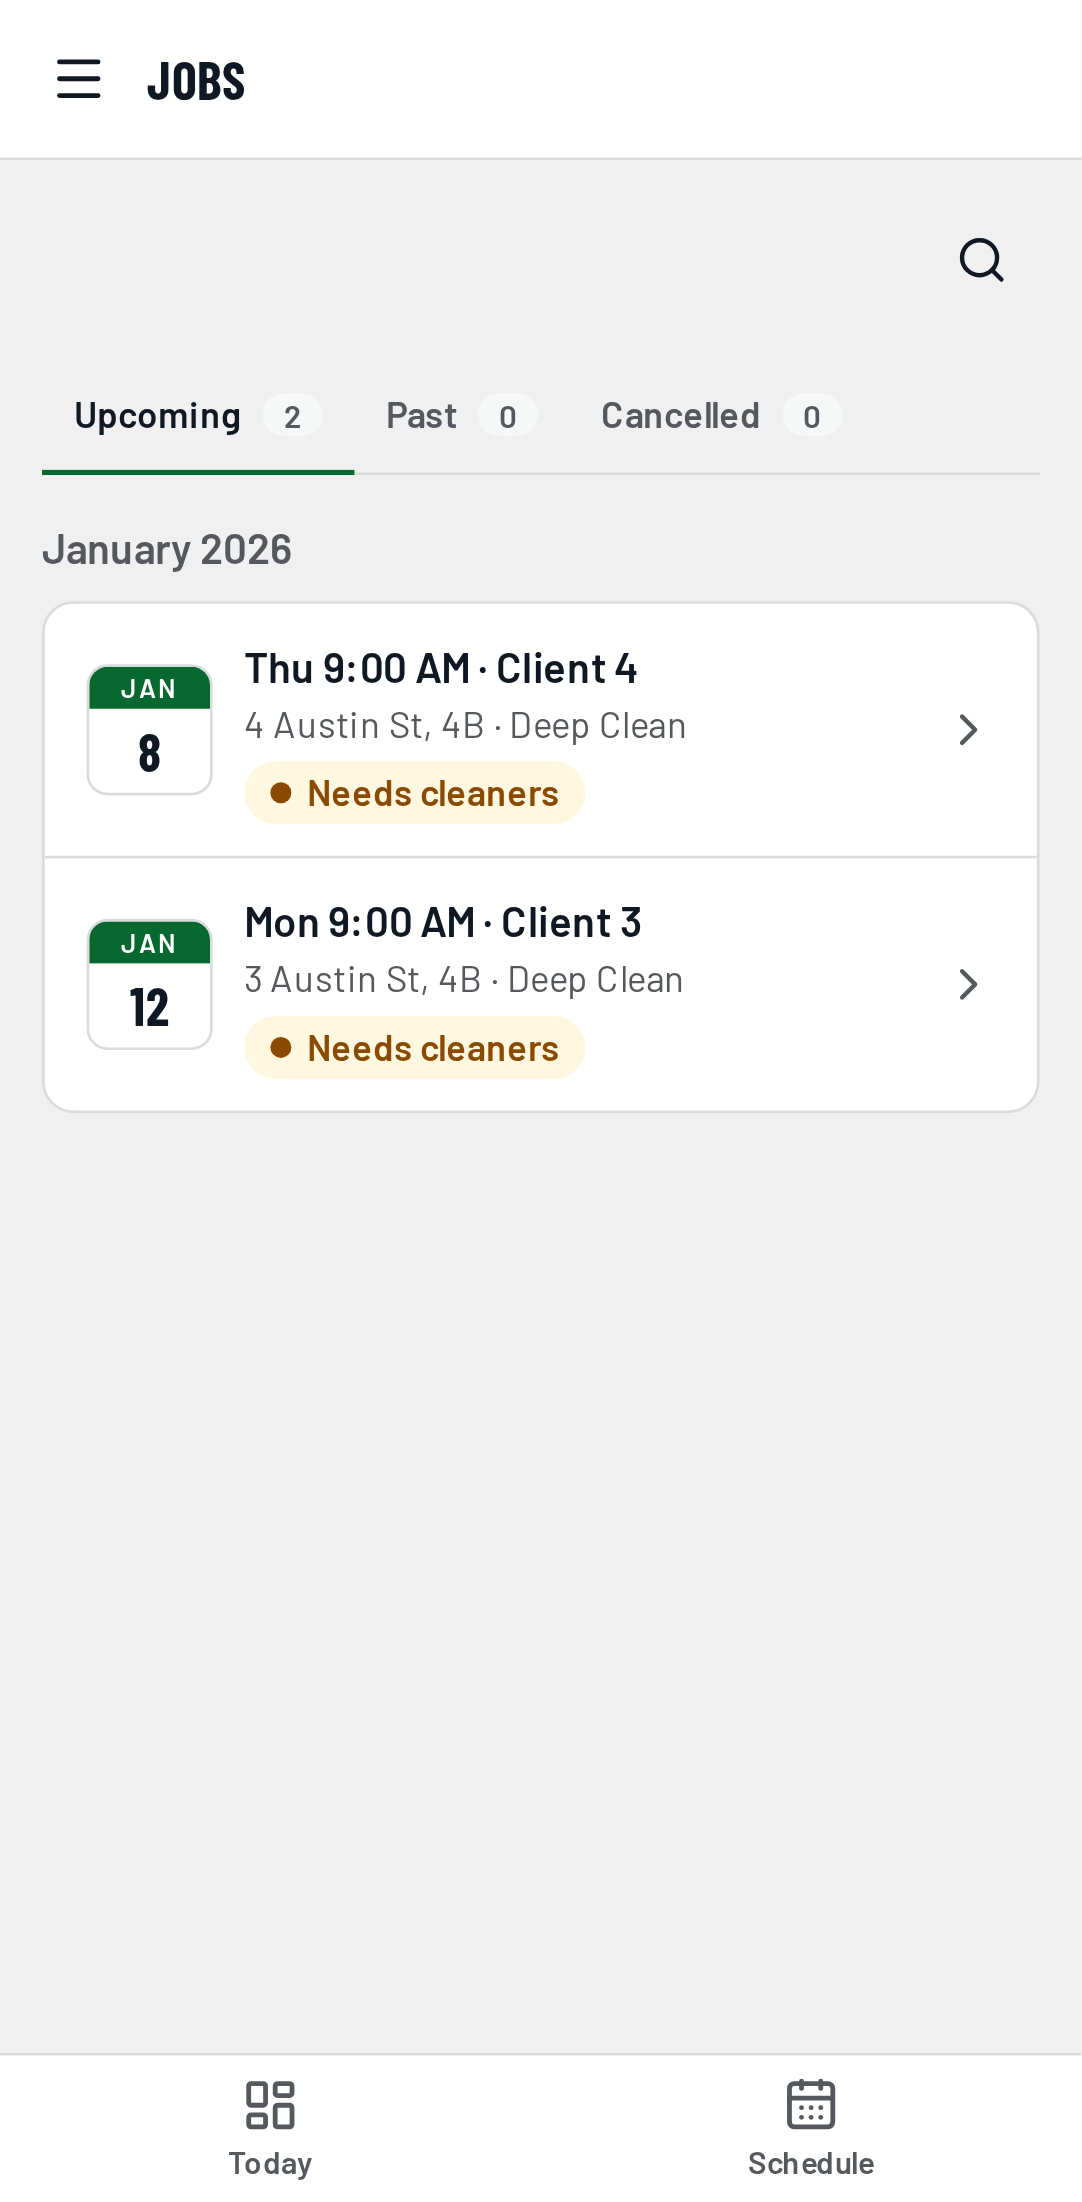 JOBS
Upcoming 2 Past 0 Cancelled 0
January 2026
JAN
8
Thu 9:00 AM · Client 4
4 Austin St, 4B · Deep Clean
Needs cleaners
JAN
12
Mon 9:00 AM · Client 3
3 Austin St, 4B · Deep Clean
Needs cleaners
Today Schedule